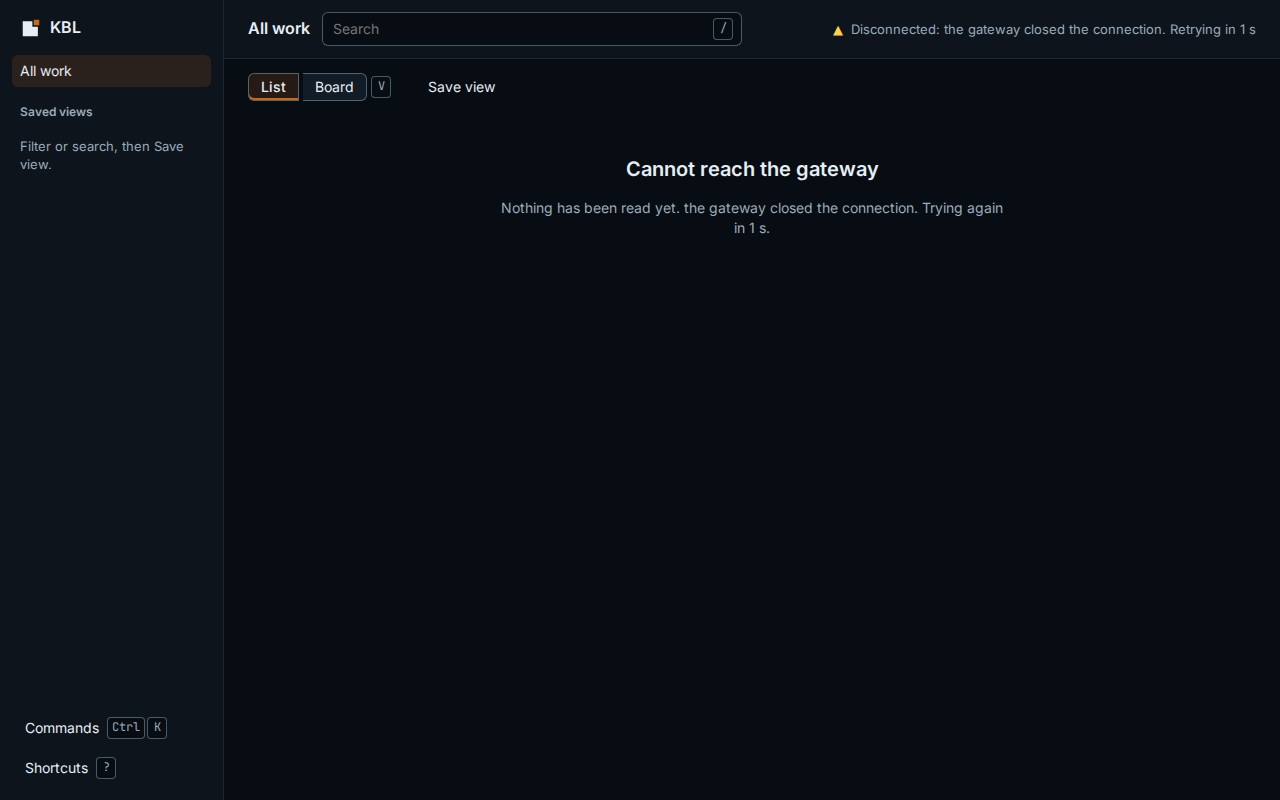 KBL
All work
Saved views
Filter or search, then Save
view.
Commands Ctrl K
Shortcuts ?
All work
Search /
Disconnected: the gateway closed the connection. Retrying in 1 s
List Board V Save view
Cannot reach the gateway
Nothing has been read yet. the gateway closed the connection. Trying again
in 1 s.